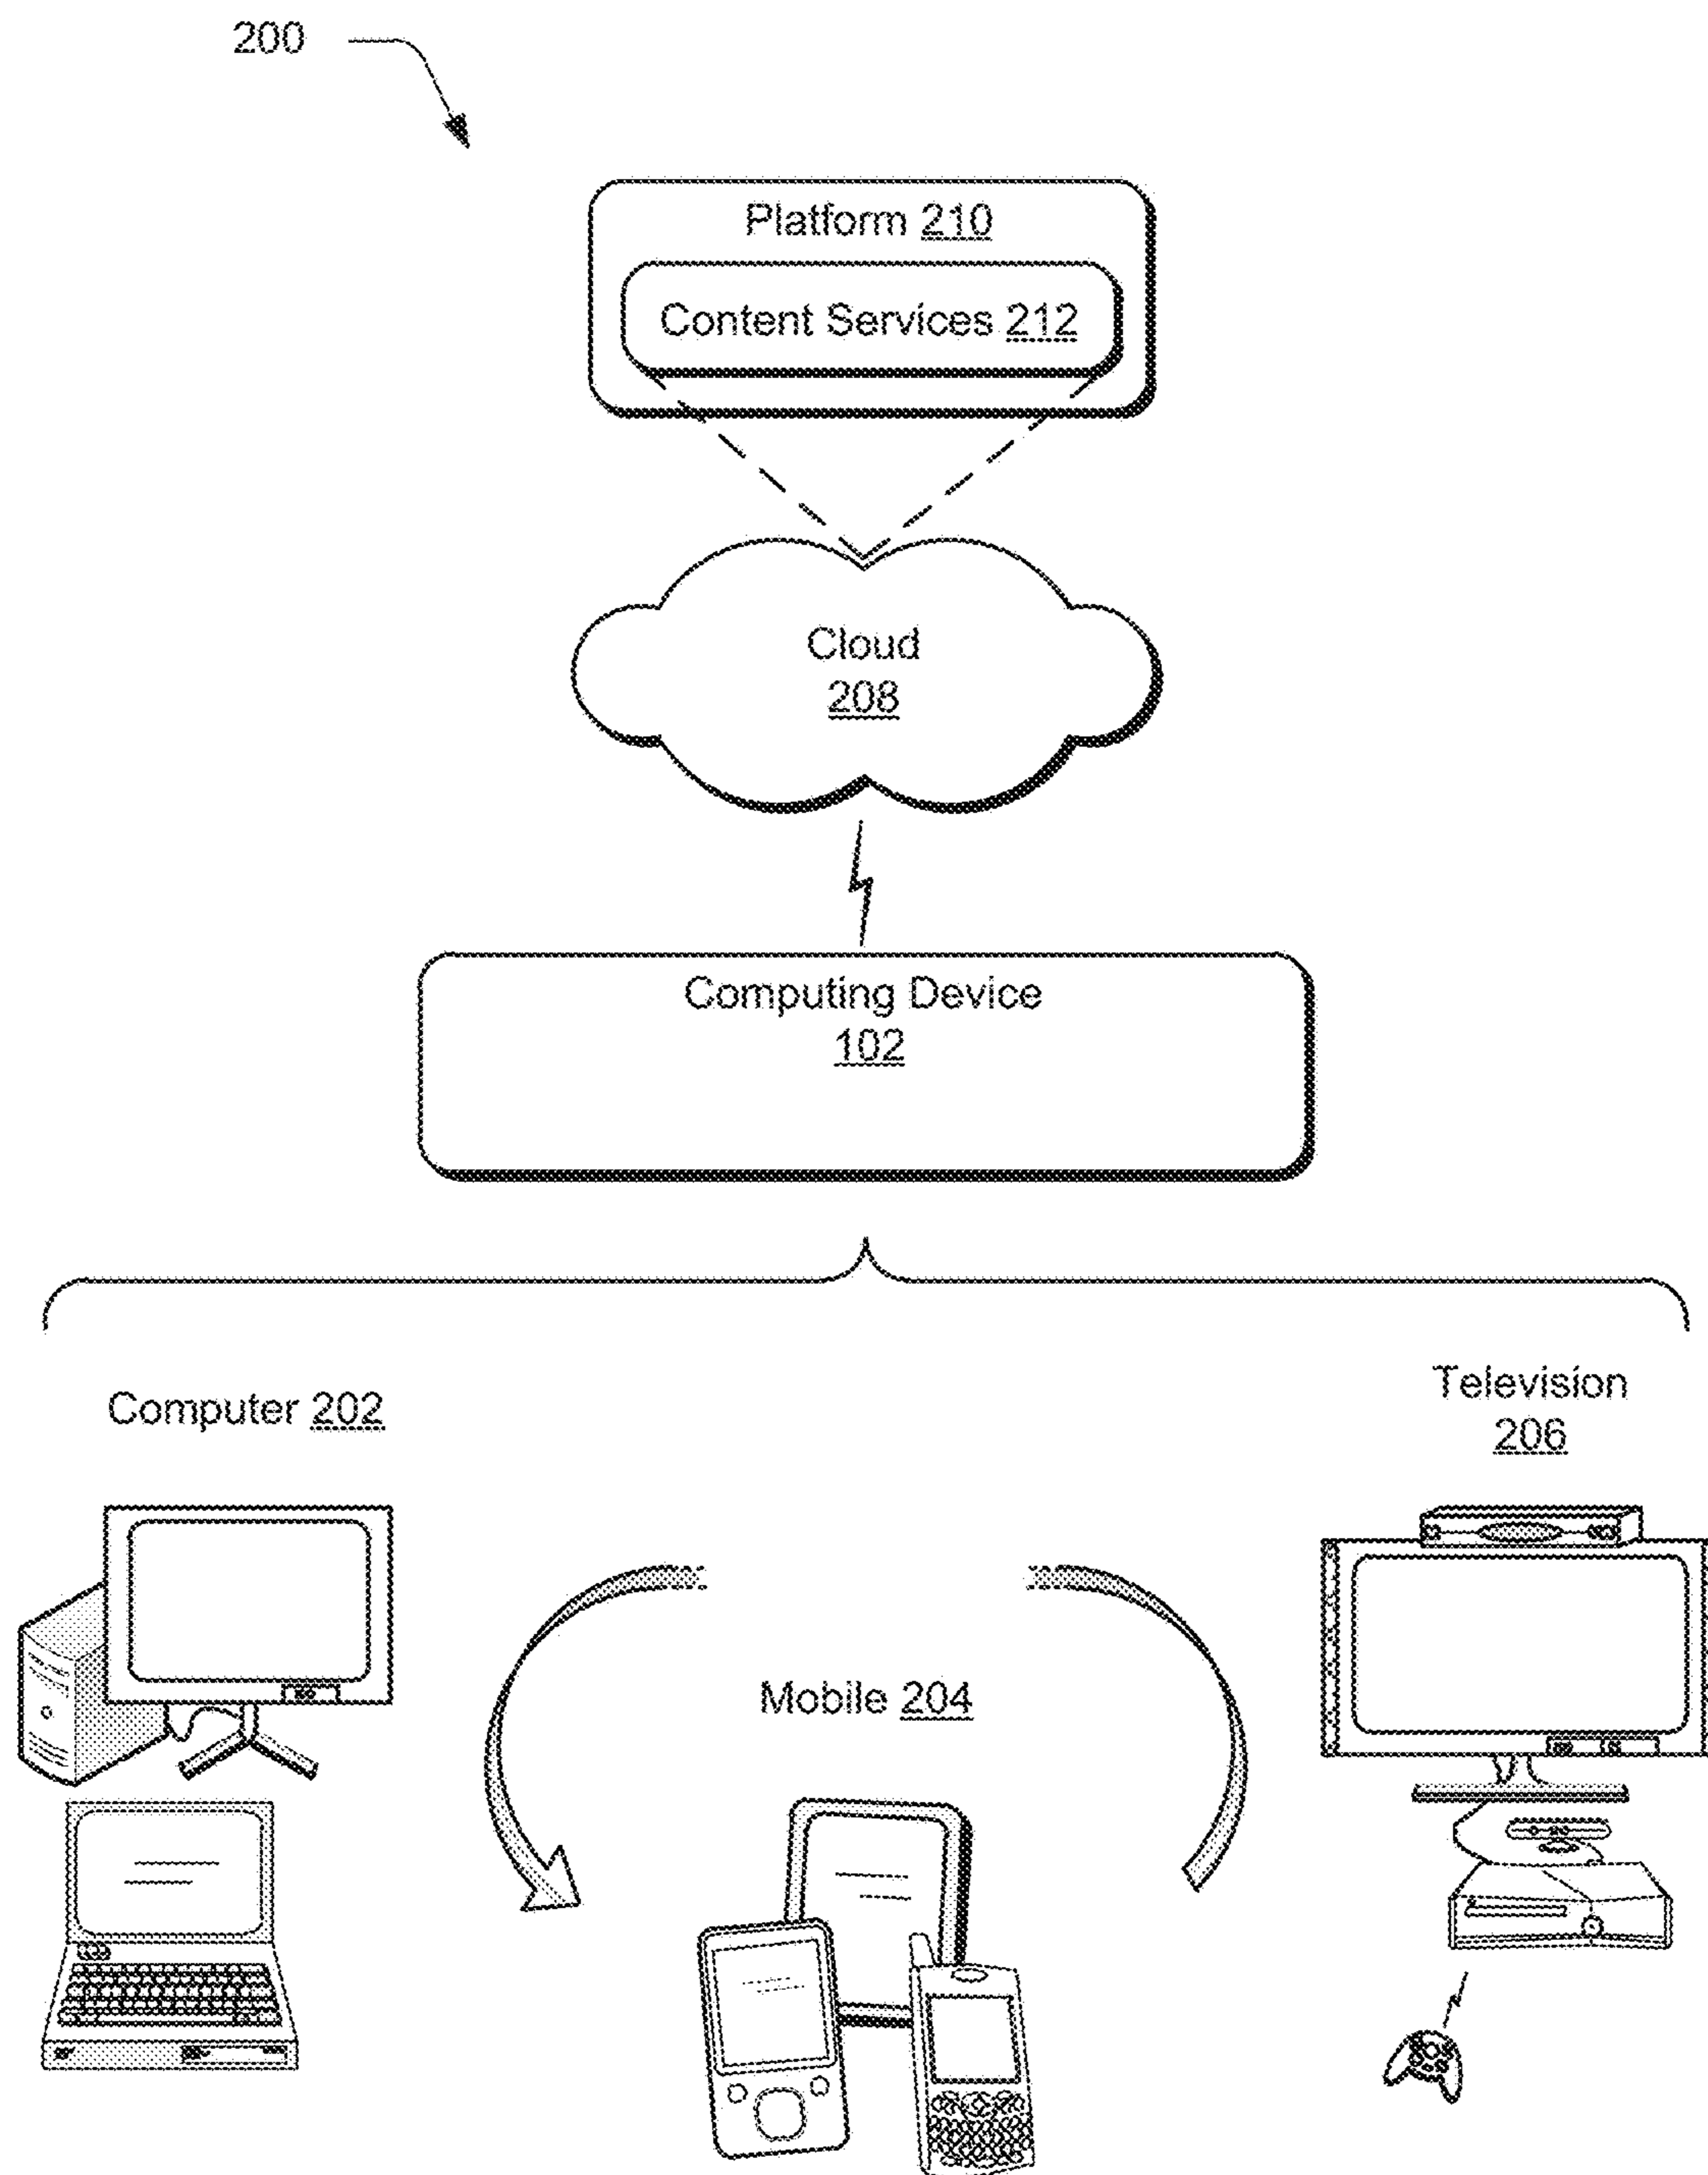 200
Platform 210
Content Services 212
Cloud
208
Computing Device
102
Computer 202
Television
206
Mobile 204